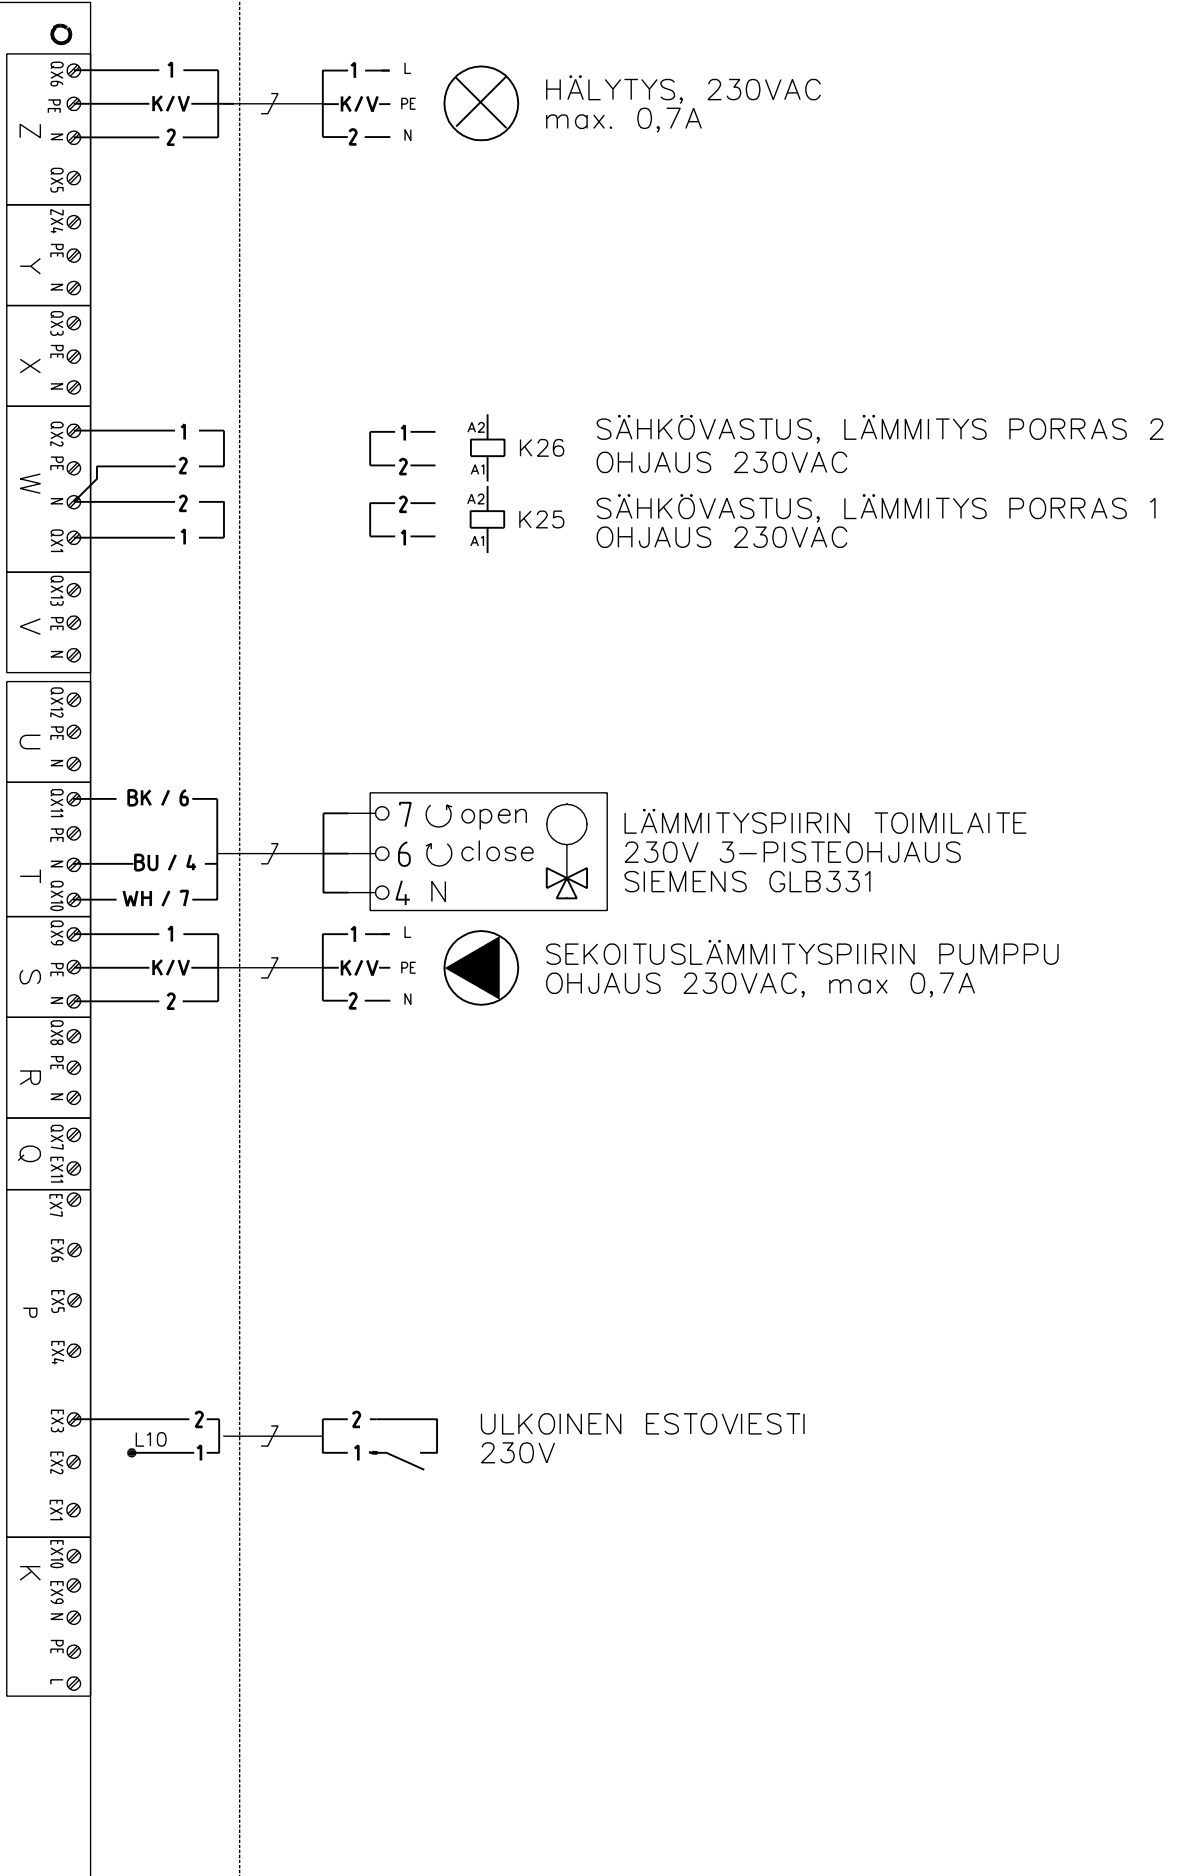 QX6
1
1
L
HÄLYTYS, 230VAC
max. 0,7A
PE
K/V
K/V
PE
Z
N
2
2
N
QX5
ZX4
PE
Y
N
QX3
PE
X
N
QX2
1
1
A2
K26
A1
SÄHKÖVASTUS, LÄMMITYS PORRAS 2
OHJAUS 230VAC
PE
2
2
W
N
2
2
A2
K25
A1
SÄHKÖVASTUS, LÄMMITYS PORRAS 1
OHJAUS 230VAC
QX1
1
1
QX13
PE
V
N
QX12
PE
U
N
QX11
BK / 6
7 open
6 close
4 N
LÄMMITYSPIIRIN TOIMILAITE
230V 3-PISTEOHJAUS
SIEMENS GLB331
PE
N
BU / 4
T
QX10
WH / 7
QX9
1
1
L
SEKOITUSLÄMMITYSPIIRIN PUMPPU
OHJAUS 230VAC, max 0,7A
PE
K/V
K/V
PE
S
N
2
2
N
QX8
PE
R
N
QX7
Q
EX11
EX7
EX6
EX5
P
EX4
EX3
2
2
ULKOINEN ESTOVIESTI
230V
L10
1
1
EX2
EX1
EX10
K
EX9
N
PE
L